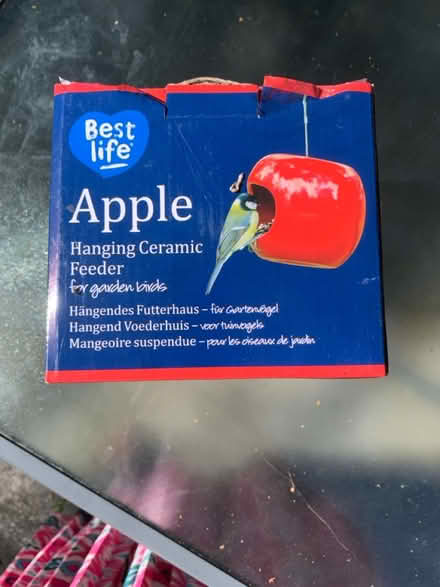 Best
life
Apple
Hanging Ceramic
Feeder
for garden birds
Hängendes Futterhaus – für Gartenvögel
Hangend Voederhuis – voor tuinvogels
Mangeoire suspendue – pour les oiseaux de jardin